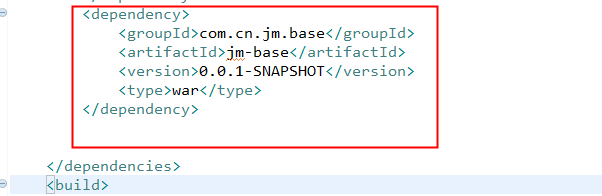 <dependency>
<groupId>com.cn.jm.base</groupId>
<artifactId>jm-base</artifactId>
<version>0.0.1-SNAPSHOT</version>
<type>war</type>
</dependency>
</dependencies>
<build>